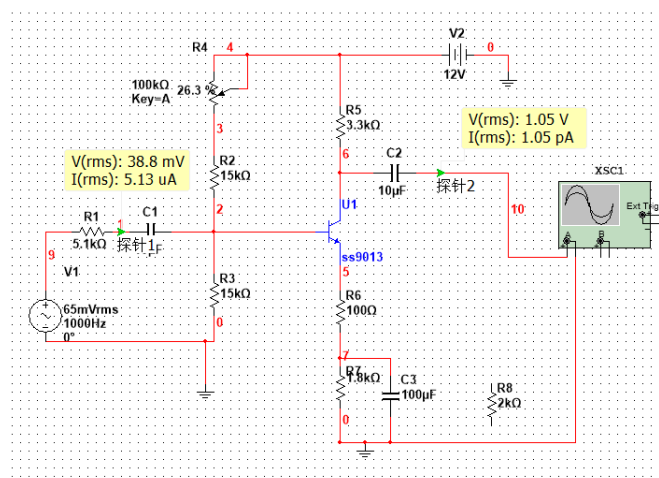 V2
R4
4
0
12V
100kΩ
26.3 %
Key=A
R5
3.3kΩ
V(rms): 1.05 V
I(rms): 1.05 pA
3
V(rms): 38.8 mV
I(rms): 5.13 uA
R2
15kΩ
6
C2
10μF
探针2
XSC1
U1
2
10
Ext Trig
R1
1
C1
5.1kΩ
探针1
F
A
B
9
ss9013
5
V1
R3
15kΩ
R6
100Ω
65mVrms
1000Hz
0°
0
7
R7
1.8kΩ
C3
100μF
R8
2kΩ
0